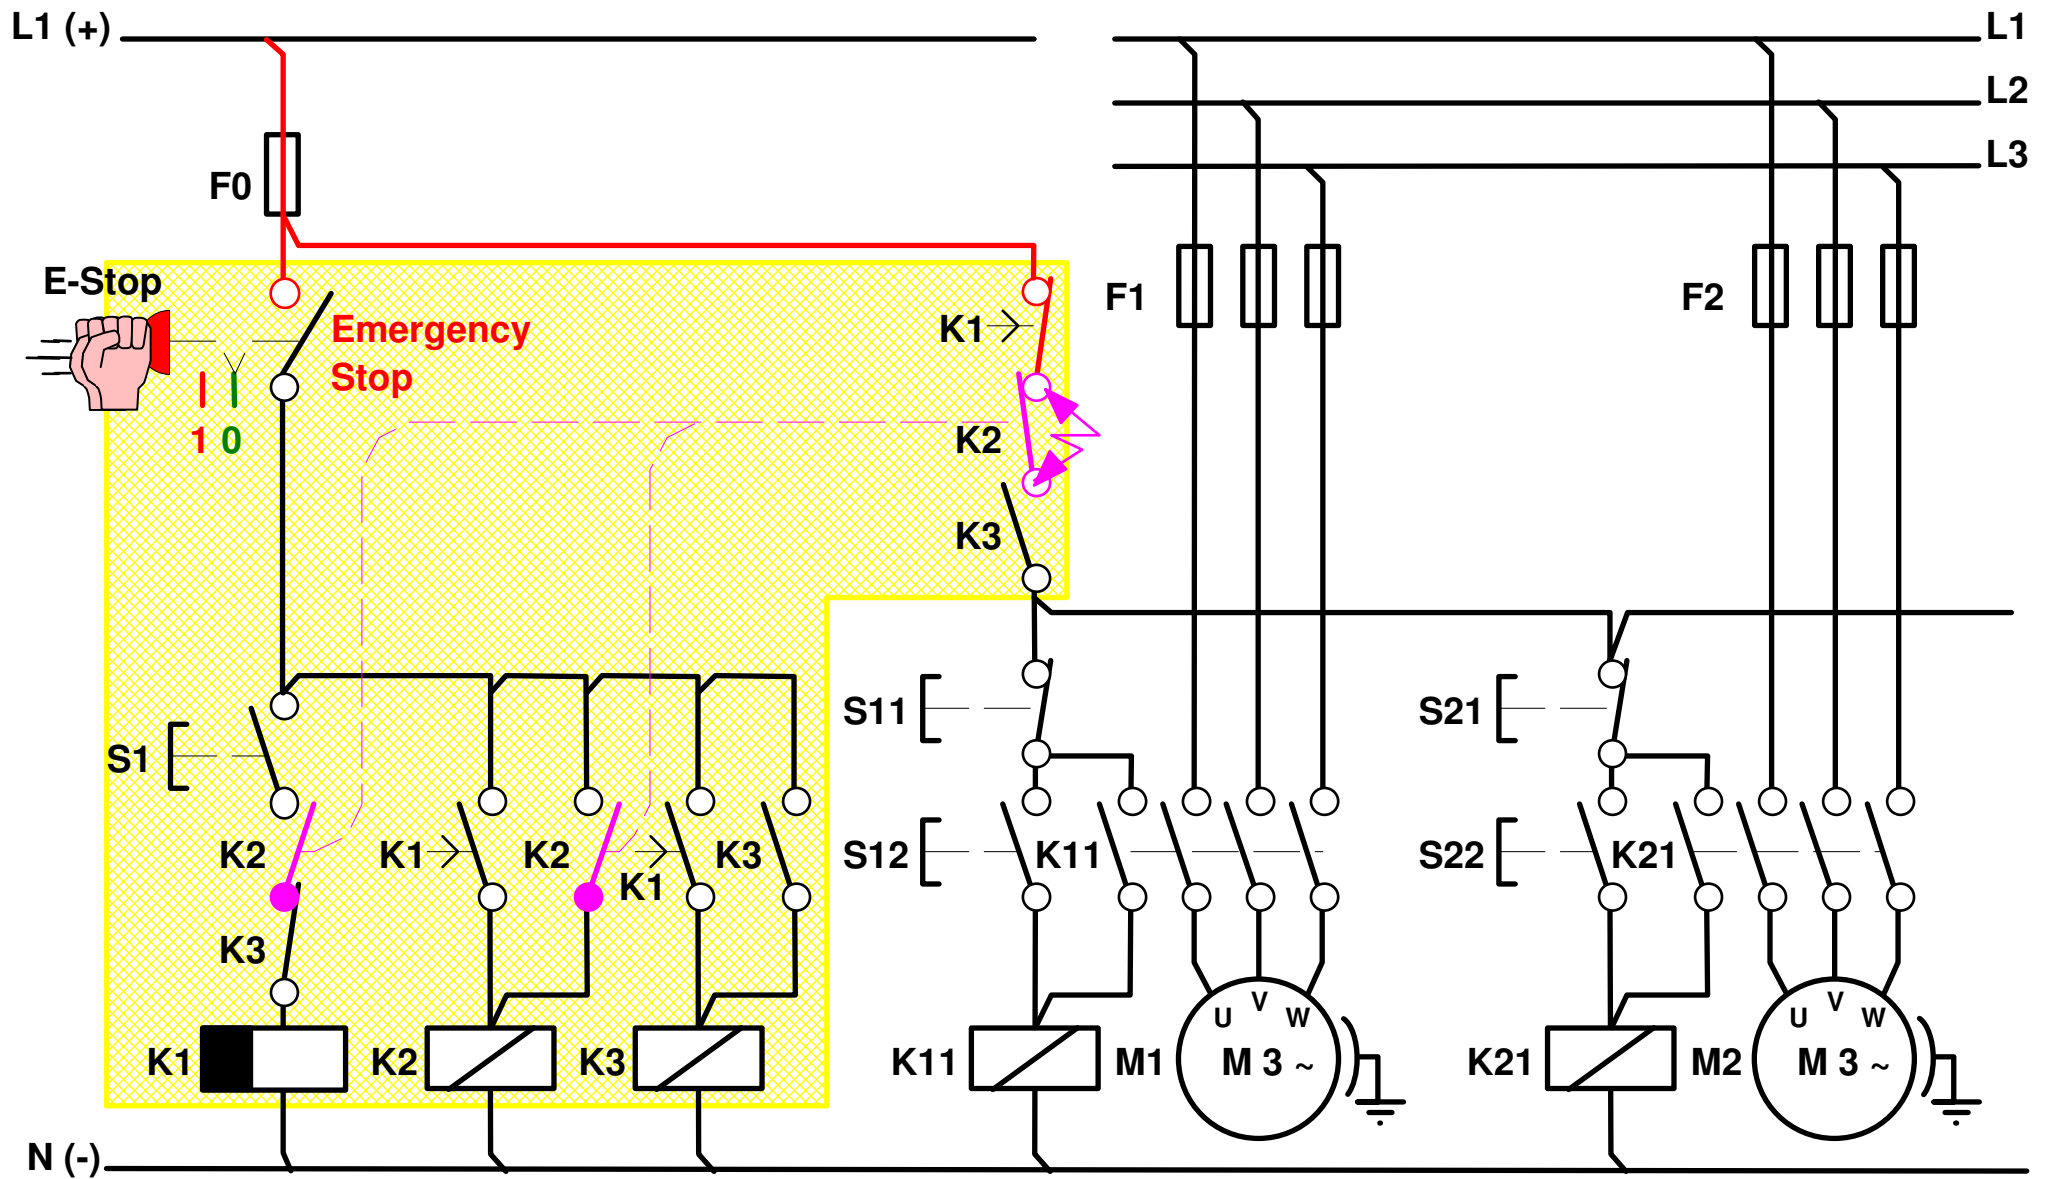 L1 (+)
L1
L2
L3
F0
E-Stop
Emergency
Stop
1 0
K1
F1
F2
K2
K3
S1
S11
S21
K2
K1
K2
K1
K3
S12
K11
S22
K21
K3
U V W
U V W
K1
K2
K3
K11
M1
M 3 ~
K21
M2
M 3 ~
N (-)